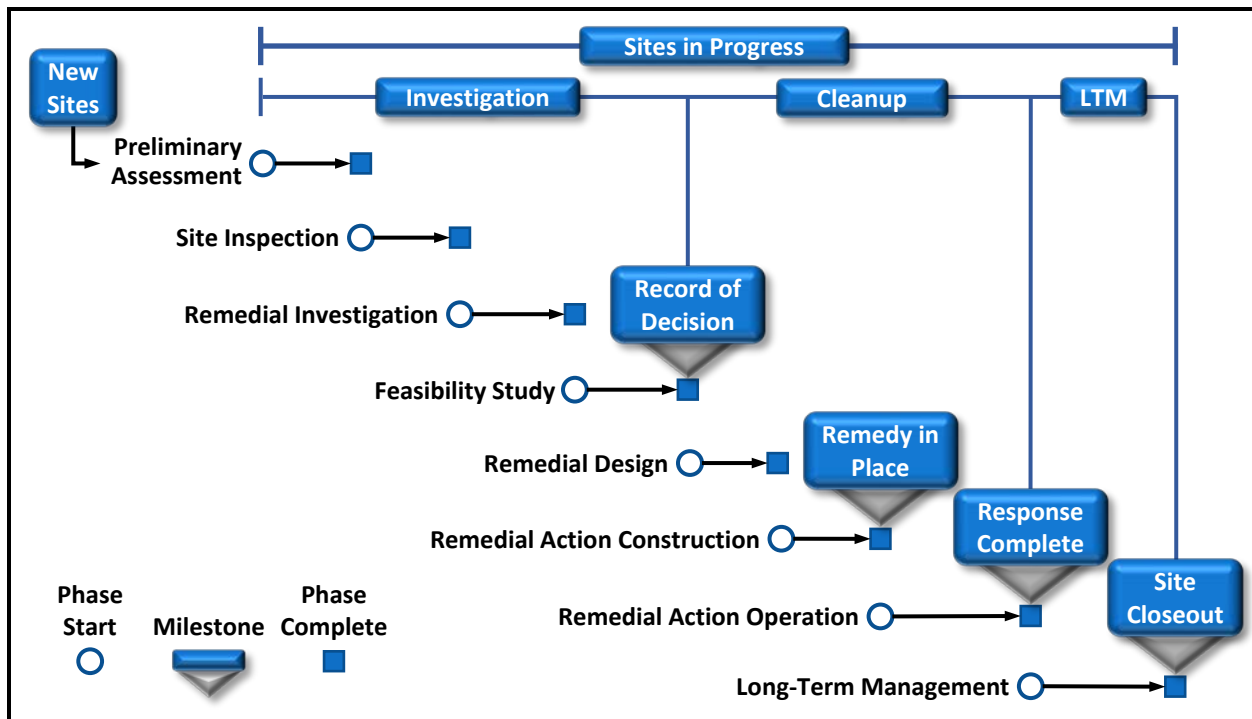 Sites in Progress
New
Sites
Investigation
Cleanup
LTM
Preliminary
Assessment
Site Inspection
Remedial Investigation
Record of
Decision
Feasibility Study
Remedial Design
Remedy in
Place
Remedial Action Construction
Response
Complete
Remedial Action Operation
Site
Closeout
Long-Term Management
Phase
Start
Milestone
Phase
Complete